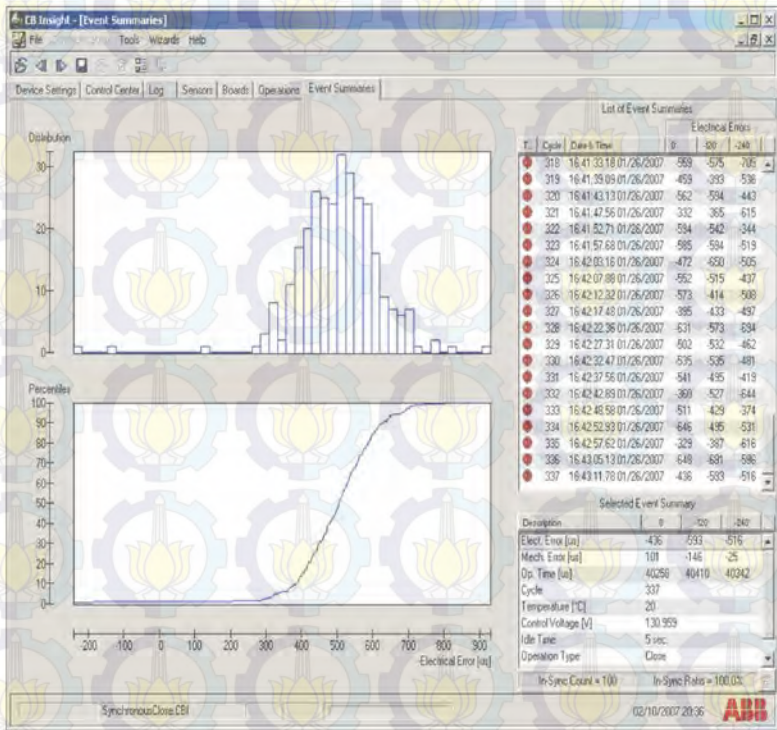 CB Insight - [Event Summaries]
File Tools Wizards Help
Device Settings Control Center Log Sensors Boards Operations Event Summaries
List of Event Summaries
Distribution
Electrical Errors
T... Cycle Date & Time 0 -120 -240
318 16:41:33.18 01/26/2007 -575 -705
319 16:41:39.09 01/26/2007 -459 -393 -536
320 16:41:43.13 01/26/2007 -562 -594 -443
321 16:41:47.56 01/26/2007 -332 -365 -615
322 16:41:52.71 01/26/2007 -594 -542 -344
323 16:41:57.68 01/26/2007 -585 -594 -519
324 16:42:03.16 01/26/2007 -472 -650 -505
325 16:42:07.88 01/26/2007 -552 -515 -437
326 16:42:12.32 01/26/2007 -573 -414 -508
327 16:42:17.48 01/26/2007 -395 -433 -497
328 16:42:22.36 01/26/2007 -631 -573 -694
329 16:42:27.31 01/26/2007 -502 -532 -462
330 16:42:32.47 01/26/2007 -535 -535 -481
331 16:42:37.56 01/26/2007 -541 -495 -419
332 16:42:42.89 01/26/2007 -527 -644
333 16:42:48.58 01/26/2007 -511 -429 -374
334 16:42:52.93 01/26/2007 -646 -495 -531
335 16:42:57.62 01/26/2007 -329 -387 -616
336 16:43:05.13 01/26/2007 -648 -681 -596
337 16:43:11.78 01/26/2007 -436 -593 -516
30
20
10
0
Percentiles
100
90
80
70
60
50
40
30
20
10
0
-200 -100 0 100 200 300 400 500 600 700 800 900
-Electrical Error [us]
Selected Event Summary
Description 0 -120 -240
Elect. Error [us] -436 -593 -516
Mech. Error [us] 101 -146 -25
Op. Time [us] 40256 40410 40342
Cycle 337
Temperature [°C] 20
Control Voltage [V] 130.959
Idle Time 5 sec.
Operation Type Close
In-Sync Count = 100 In-Sync Ratio = 100.0%
SynchronousClose.CBI 02/10/2007 20:36 ABB